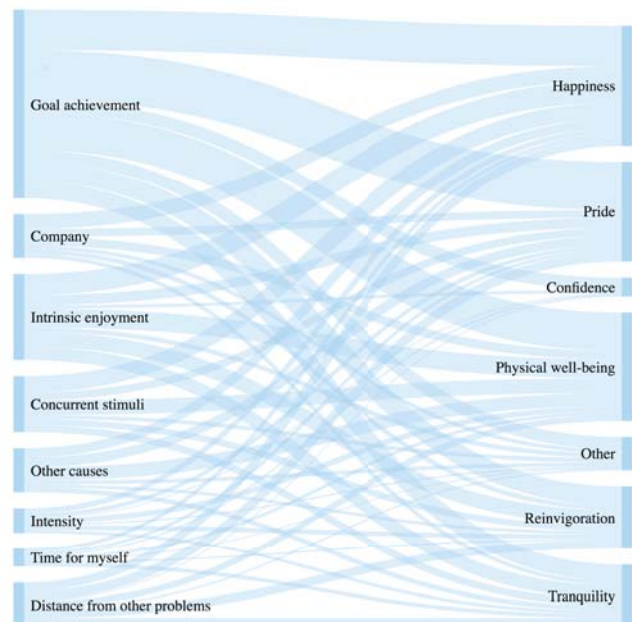 Goal achievement
Company
Intrinsic enjoyment
Concurrent stimuli
Other causes
Intensity
Time for myself
Distance from other problems
Happiness
Pride
Confidence
Physical well-being
Other
Reinvigoration
Tranquility